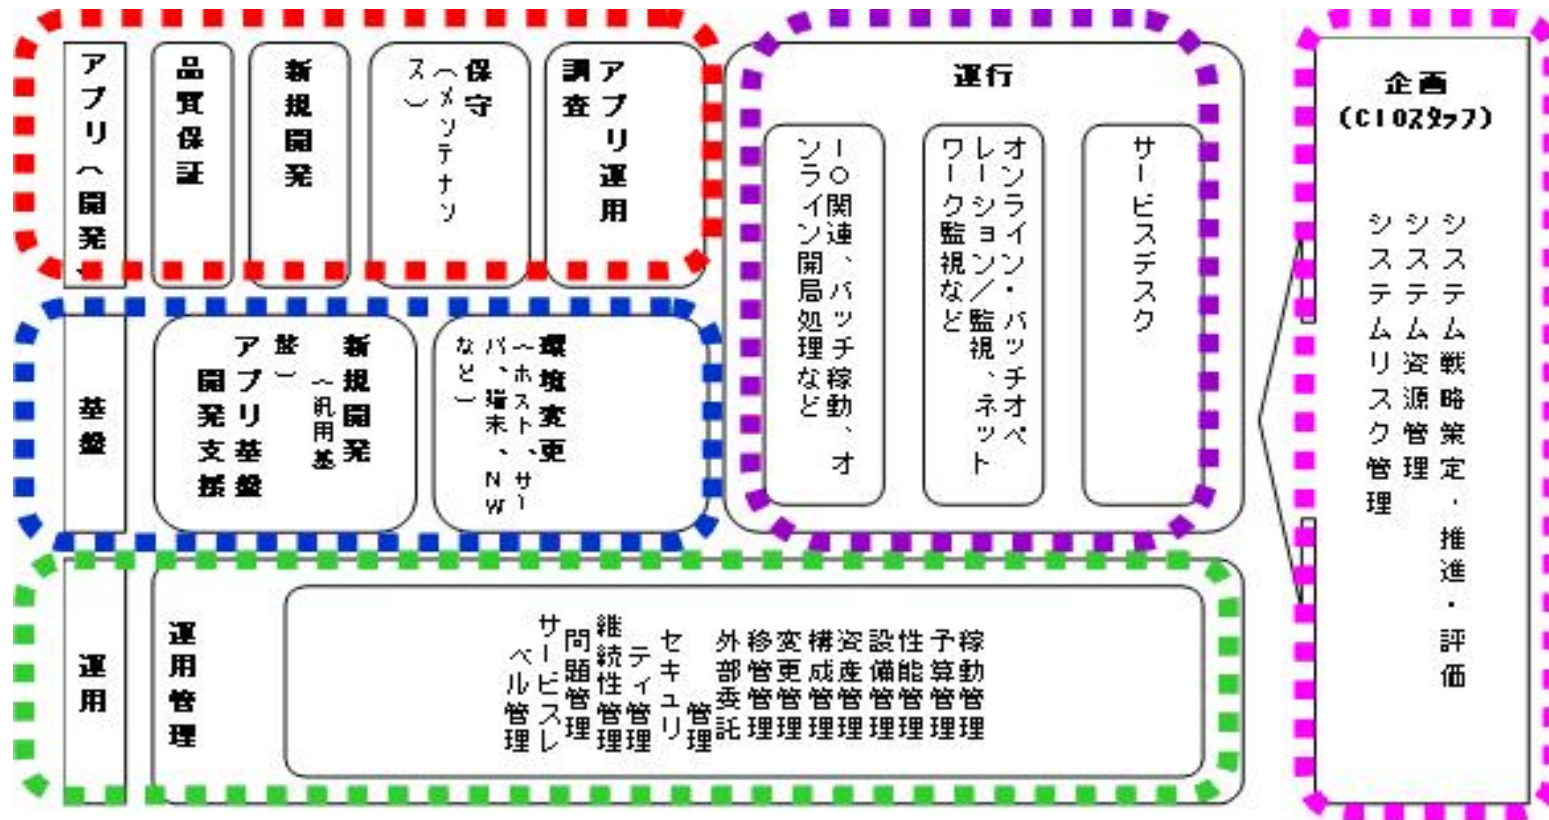 アプリ（開発）
品質保証
新規開発
保守
（メンテナン
ス）
アプリ運用
調査
運行
IO関連、バッチ稼動、オ
ンライン開局処理など
オンライン・バッチオペ
レーション／監視、ネット
ワーク監視など
サービスデスク
企画
(CIOスタッフ)
システム戦略策定・推進・評価
システム資源管理
システムリスク管理
基盤
新規開発
（汎用基
盤）
アプリ基盤
開発支援
環境変更
（ホスト、サー
バ、端末、NW
など）
運用
運用管理
稼動管理
予算管理
性能管理
設備管理
資産管理
構成管理
変更管理
移管管理
外部委託
管理
セキュリ
ティ管理
継続性管理
問題管理
サービスレ
ベル管理